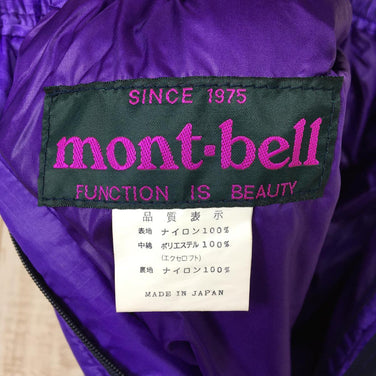 SINCE 1975
mont-bell
FUNCTION IS BEAUTY
品質表示
表地 ナイロン100%
中綿 ポリエステル100%
(エクセロフト)
裏地 ナイロン100%
MADE IN JAPAN